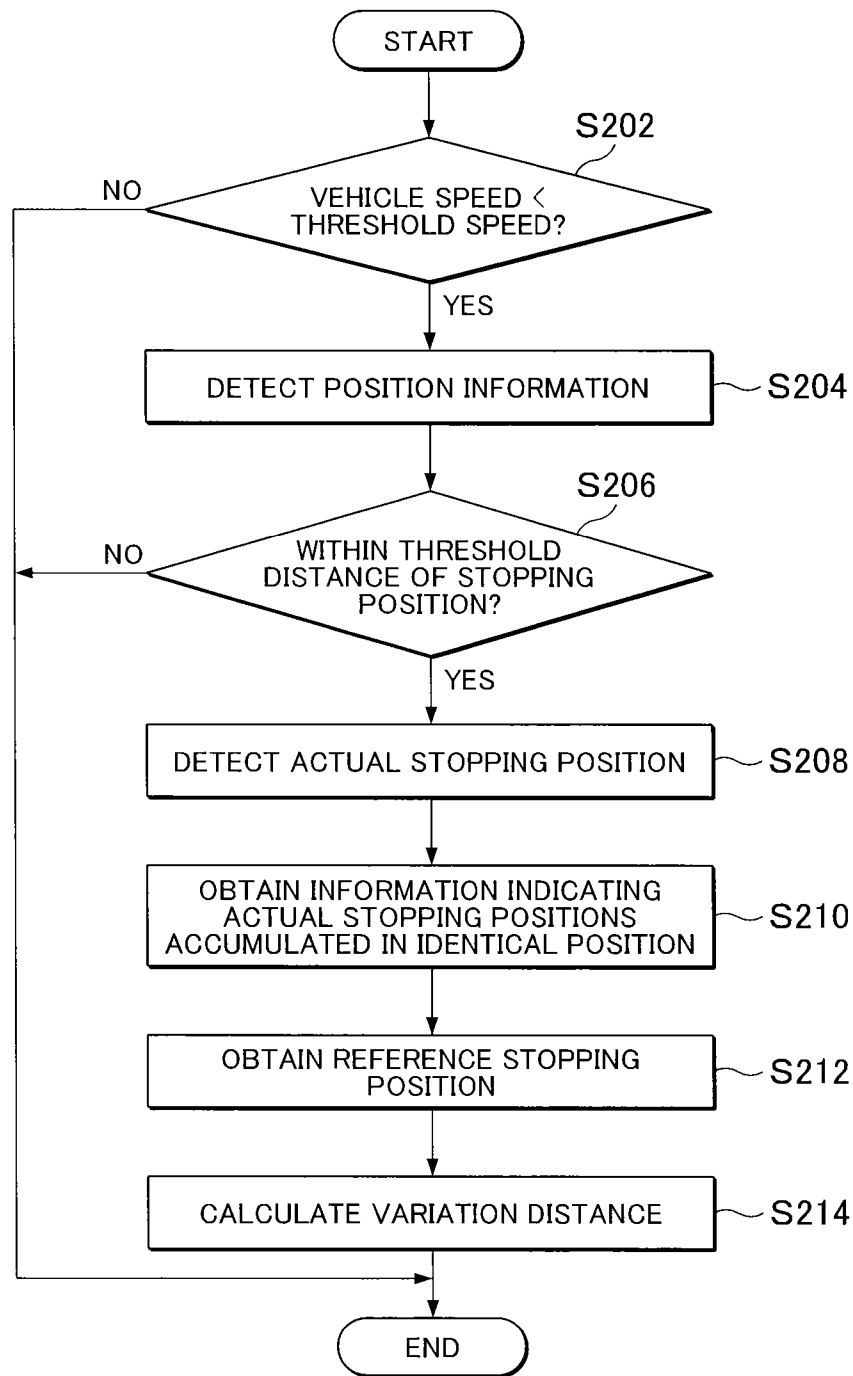 START
S202
NO
VEHICLE SPEED <
THRESHOLD SPEED?
YES
DETECT POSITION INFORMATION
S204
S206
NO
WITHIN THRESHOLD
DISTANCE OF STOPPING
POSITION?
YES
DETECT ACTUAL STOPPING POSITION
S208
OBTAIN INFORMATION INDICATING
ACTUAL STOPPING POSITIONS
ACCUMULATED IN IDENTICAL POSITION
S210
OBTAIN REFERENCE STOPPING
POSITION
S212
CALCULATE VARIATION DISTANCE
S214
END